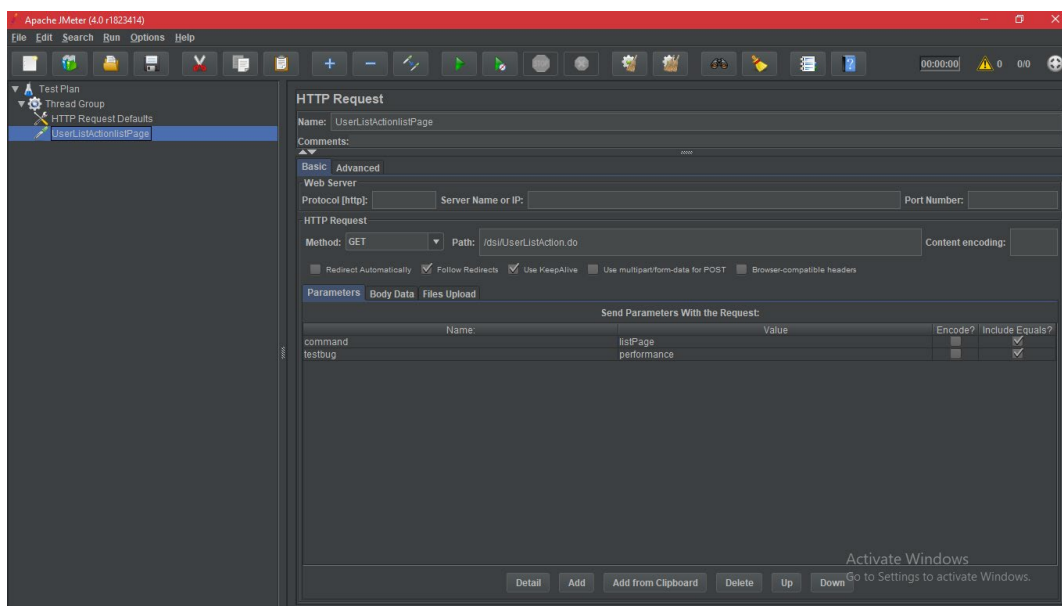 Apache JMeter (4.0 r1823414)
File Edit Search Run Options Help
00:00:00 0 0/0
Test Plan
Thread Group
HTTP Request Defaults
UserListActionlistPage
HTTP Request
Name: UserListActionlistPage
Comments:
Basic Advanced
Web Server
Protocol [http]: Server Name or IP: Port Number:
HTTP Request
Method: GET Path: /dsi/UserListAction.do Content encoding:
Redirect Automatically Follow Redirects Use KeepAlive Use multipart/form-data for POST Browser-compatible headers
Parameters Body Data Files Upload
Send Parameters With the Request:
Name: Value Encode? Include Equals?
command listPage
testbug performance
Detail Add Add from Clipboard Delete Up Down
Activate Windows
Go to Settings to activate Windows.